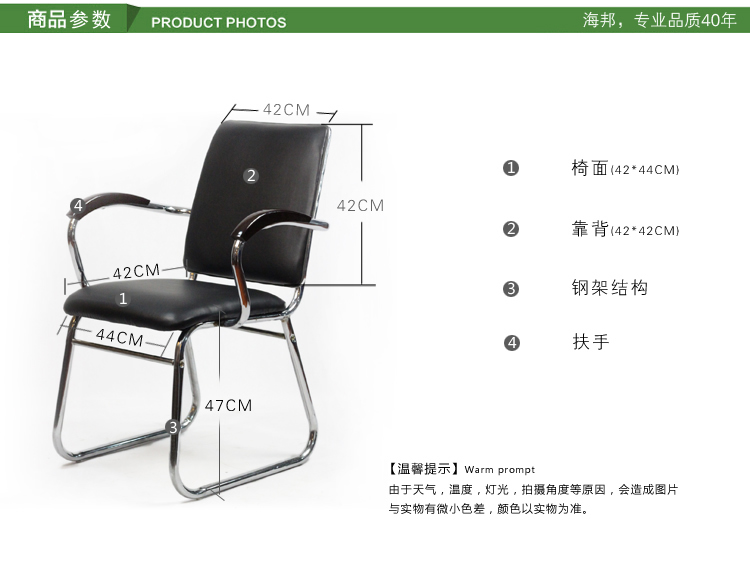 商品参数 PRODUCT PHOTOS 海邦，专业品质40年
42CM
2
4
42CM
42CM
1
44CM
47CM
3
1 椅面(42*44CM)
2 靠背(42*42CM)
3 钢架结构
4 扶手
【温馨提示】Warm prompt
由于天气，温度，灯光，拍摄角度等原因，会造成图片
与实物有微小色差，颜色以实物为准。